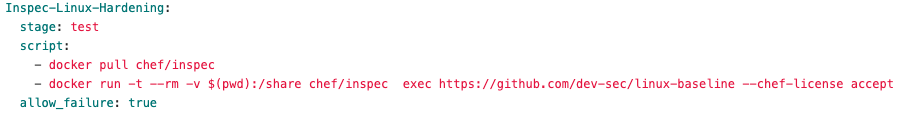 Inspec-Linux-Hardening:
  stage: test
  script:
    - docker pull chef/inspec
    - docker run -t --rm -v $(pwd):/share chef/inspec  exec https://github.com/dev-sec/linux-baseline --chef-license accept
  allow_failure: true